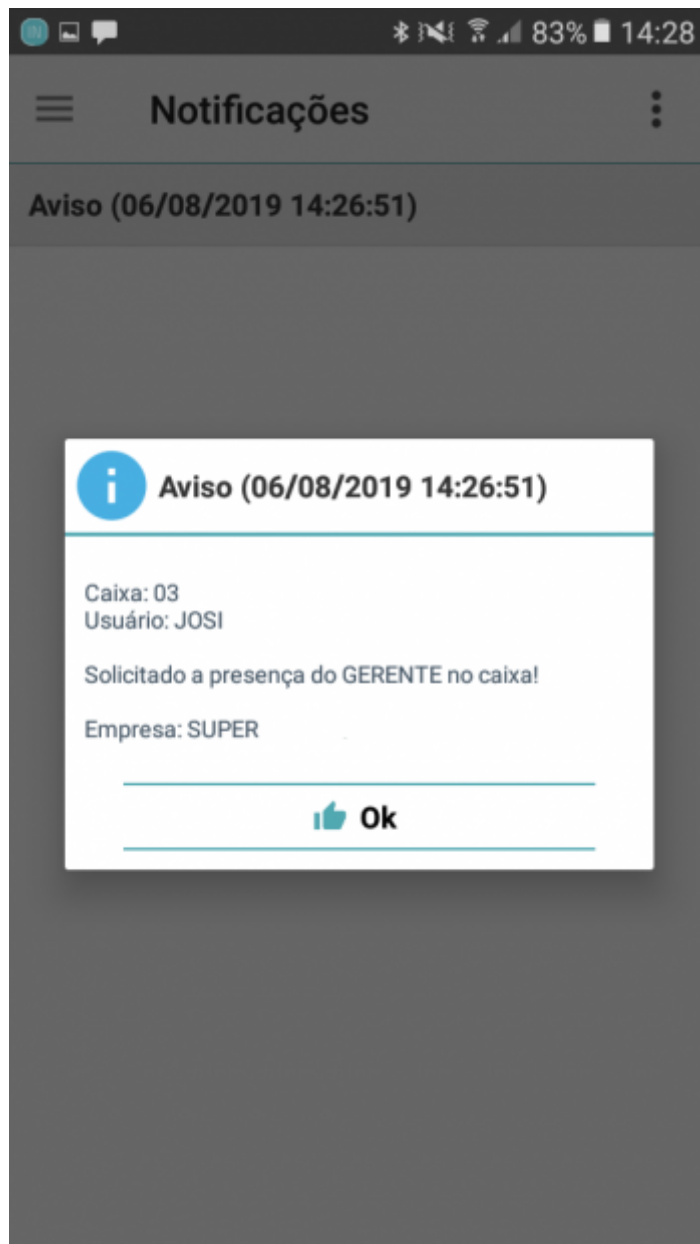 IN
83% 14:28
Notificações
Aviso (06/08/2019 14:26:51)
Aviso (06/08/2019 14:26:51)
Caixa: 03
Usuário: JOSI
Solicitado a presença do GERENTE no caixa!
Empresa: SUPER
Ok